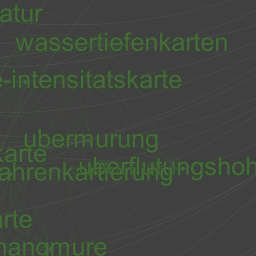 atur
wassertiefenkarten
e-intensitatskarte
ubermurung
karte
uberflutungshoh
ahrenkartierung
arte
hangmure